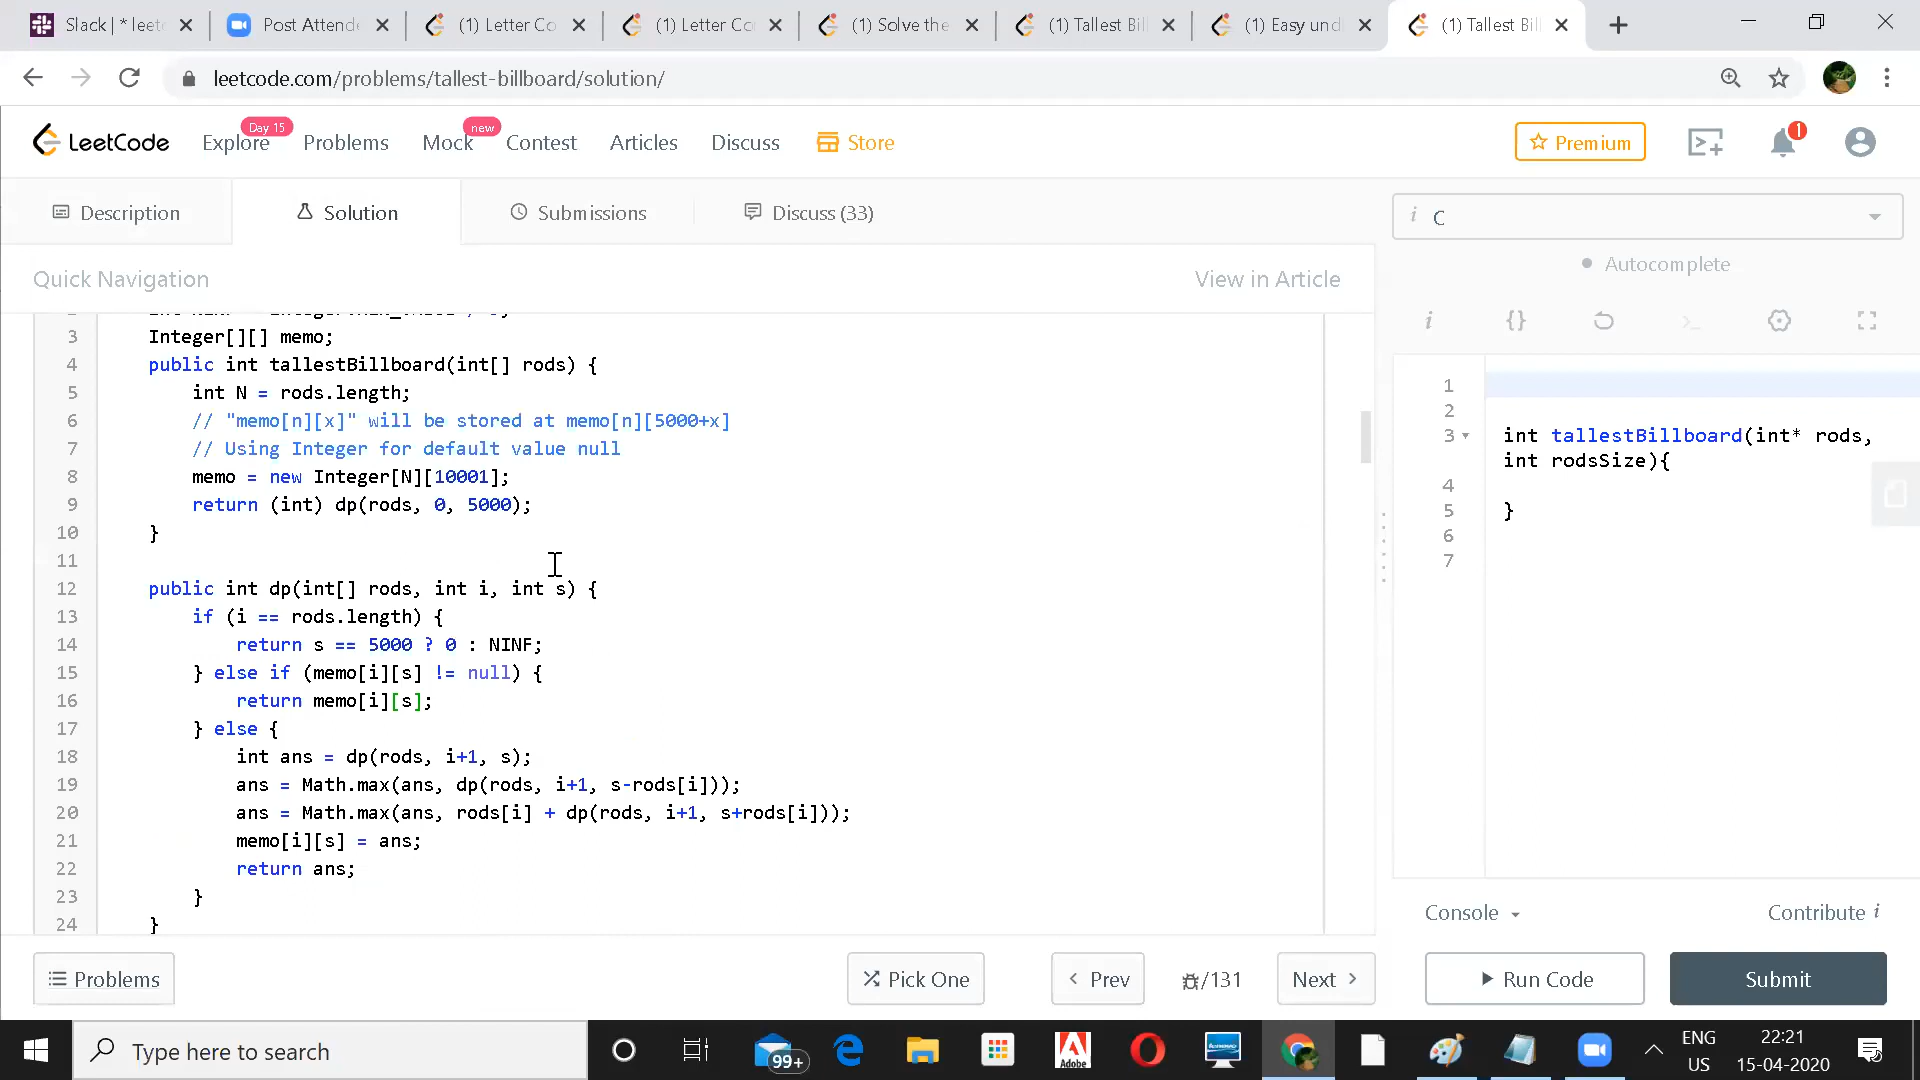 Slack | * leet
Post Attende
(1) Letter Co
(1) Letter Co
(1) Solve the
(1) Tallest Bil
(1) Easy und
(1) Tallest Bil
leetcode.com/problems/tallest-billboard/solution/
LeetCode
Explore
Day 15
Problems
Mock
new
Contest
Articles
Discuss
Store
Premium
1
Description
Solution
Submissions
Discuss (33)
i C
Quick Navigation
View in Article
Autocomplete
3 Integer[][] memo;
4 public int tallestBillboard(int[] rods) {
5 int N = rods.length;
6 // "memo[n][x]" will be stored at memo[n][5000+x]
7 // Using Integer for default value null
8 memo = new Integer[N][10001];
9 return (int) dp(rods, 0, 5000);
10 }
11
12 public int dp(int[] rods, int i, int s) {
13 if (i == rods.length) {
14 return s == 5000 ? 0 : NINF;
15 } else if (memo[i][s] != null) {
16 return memo[i][s];
17 } else {
18 int ans = dp(rods, i+1, s);
19 ans = Math.max(ans, dp(rods, i+1, s-rods[i]));
20 ans = Math.max(ans, rods[i] + dp(rods, i+1, s+rods[i]));
21 memo[i][s] = ans;
22 return ans;
23 }
24 }
i {}
1
2
3 int tallestBillboard(int* rods,
int rodsSize){
4
5 }
6
7
Console
Contribute i
Problems
Pick One
Prev
/131
Next
Run Code
Submit
Type here to search
99+
Adobe
Lenovo
ENG
US
22:21
15-04-2020